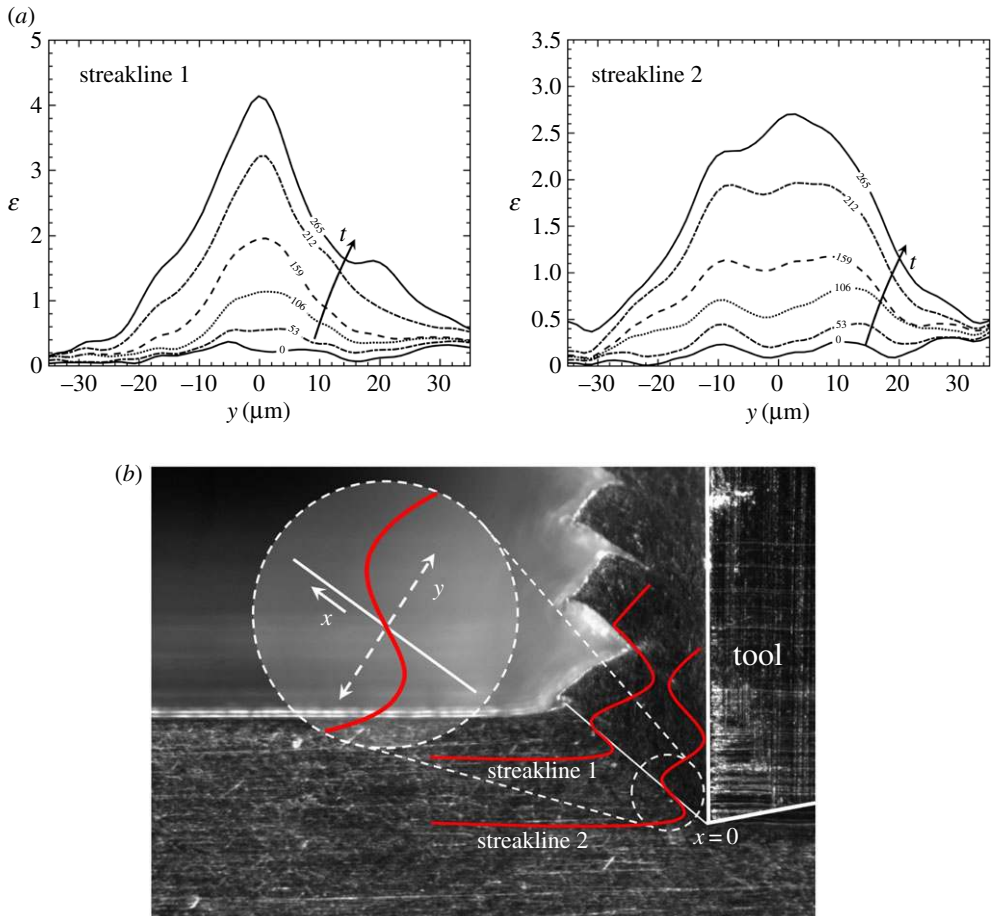 (a)
5
4
3
2
1
0
ε
streakline 1
265
212
159
106
53
0
t
−30 −20 −10 0 10 20 30
y (μm)
3.5
3.0
2.5
2.0
1.5
1.0
0.5
0
ε
streakline 2
265
212
159
106
53
0
t
−30 −20 −10 0 10 20 30
y (μm)
(b)
x
y
tool
streakline 1
streakline 2
x = 0